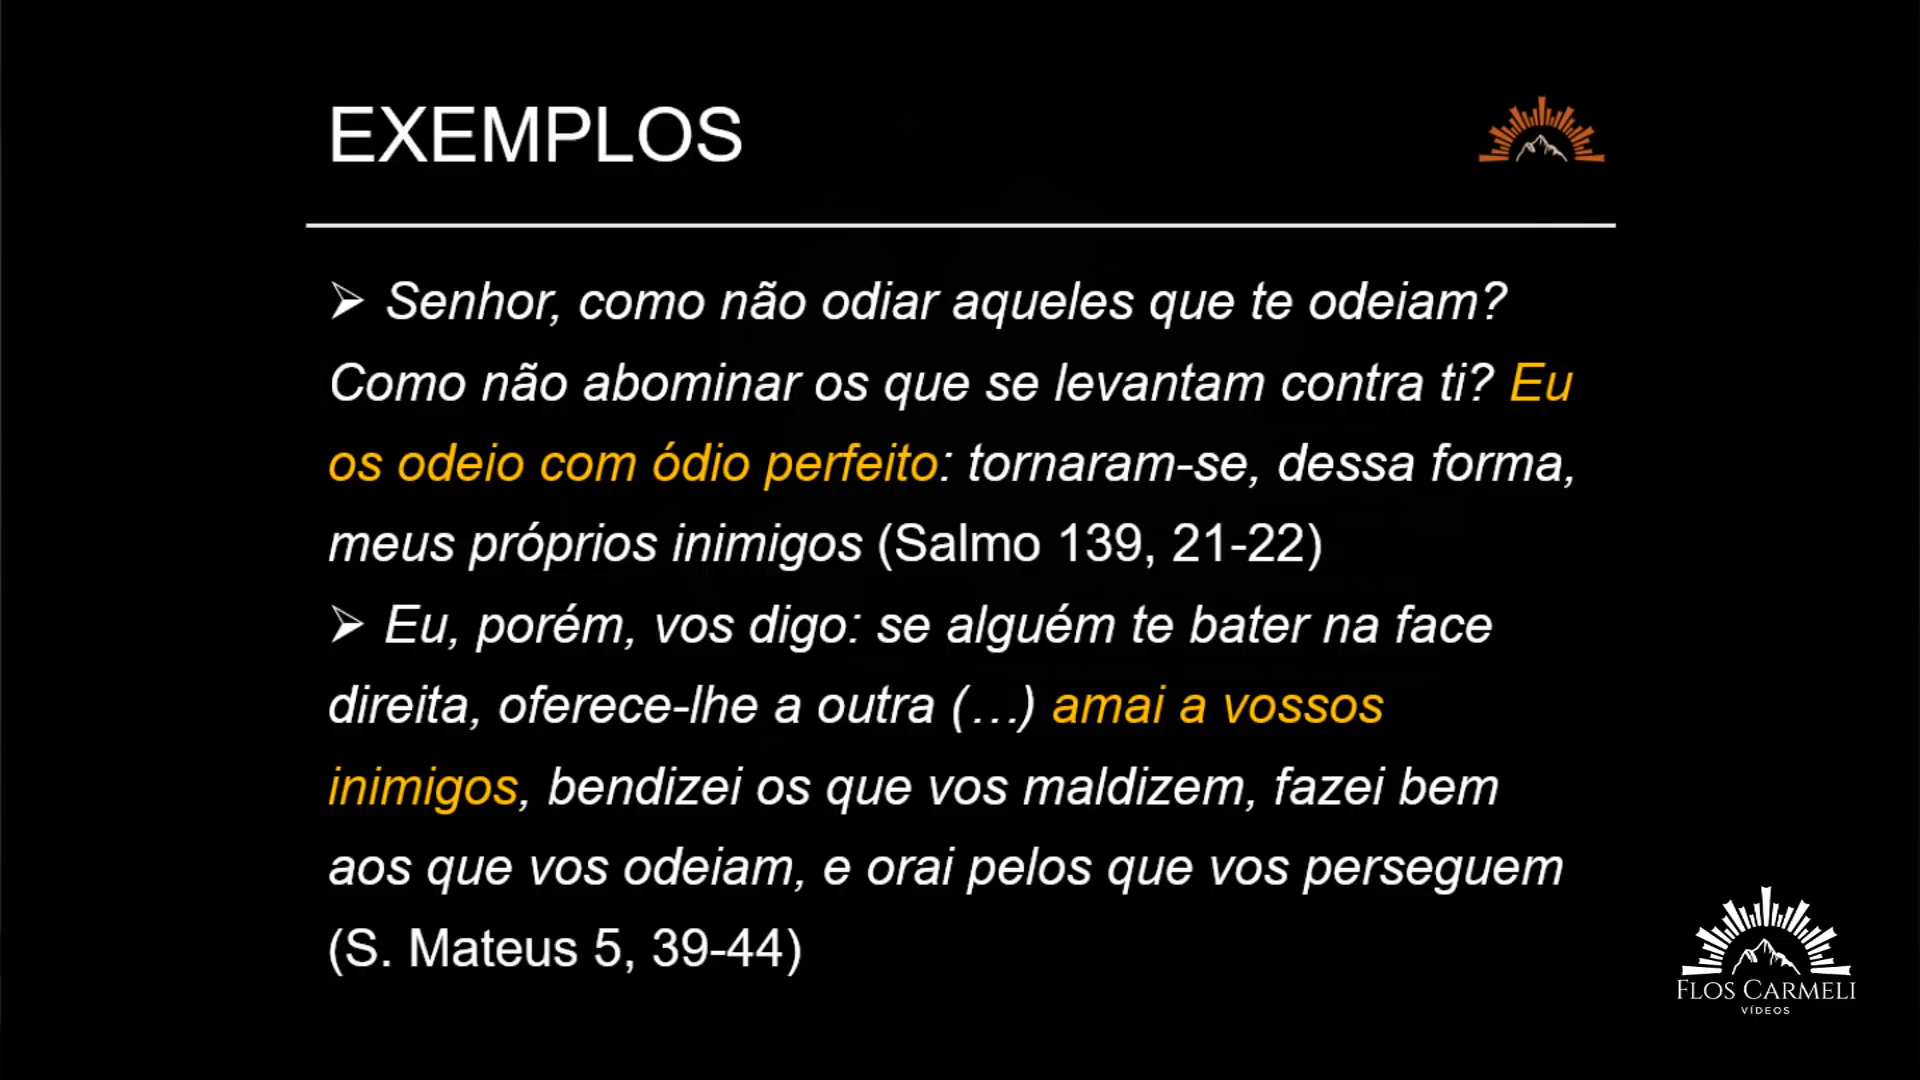 EXEMPLOS
➢ Senhor, como não odiar aqueles que te odeiam?
Como não abominar os que se levantam contra ti? Eu
os odeio com ódio perfeito: tornaram-se, dessa forma,
meus próprios inimigos (Salmo 139, 21-22)
➢ Eu, porém, vos digo: se alguém te bater na face
direita, oferece-lhe a outra (…) amai a vossos
inimigos, bendizei os que vos maldizem, fazei bem
aos que vos odeiam, e orai pelos que vos perseguem
(S. Mateus 5, 39-44)
FLOS CARMELI
VÍDEOS